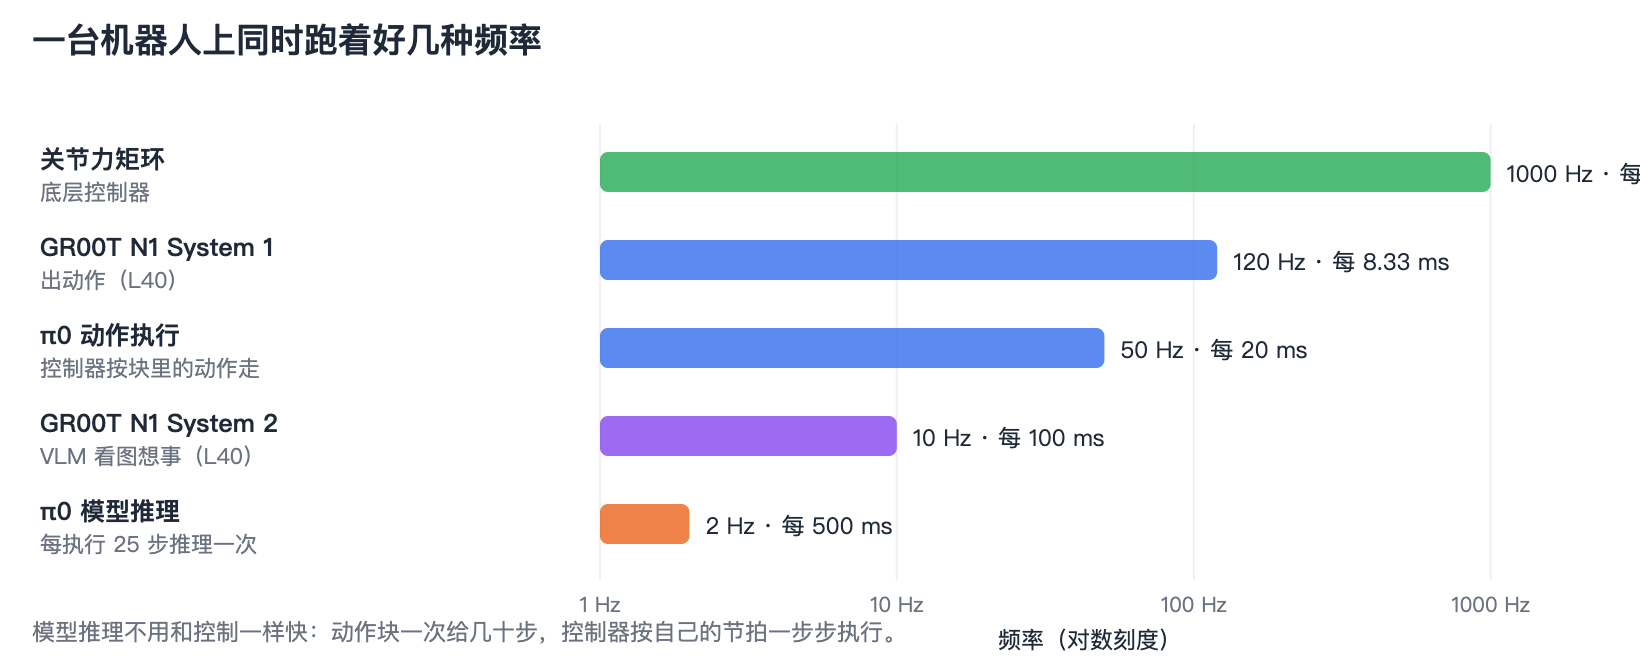 一台机器人上同时跑着好几种频率
关节力矩环
底层控制器
1000 Hz · 每
GR00T N1 System 1
出动作（L40）
120 Hz · 每 8.33 ms
π0 动作执行
控制器按块里的动作走
50 Hz · 每 20 ms
GR00T N1 System 2
VLM 看图想事（L40）
10 Hz · 每 100 ms
π0 模型推理
每执行 25 步推理一次
2 Hz · 每 500 ms
1 Hz
10 Hz
100 Hz
1000 Hz
模型推理不用和控制一样快：动作块一次给几十步，控制器按自己的节拍一步步执行。
频率（对数刻度）